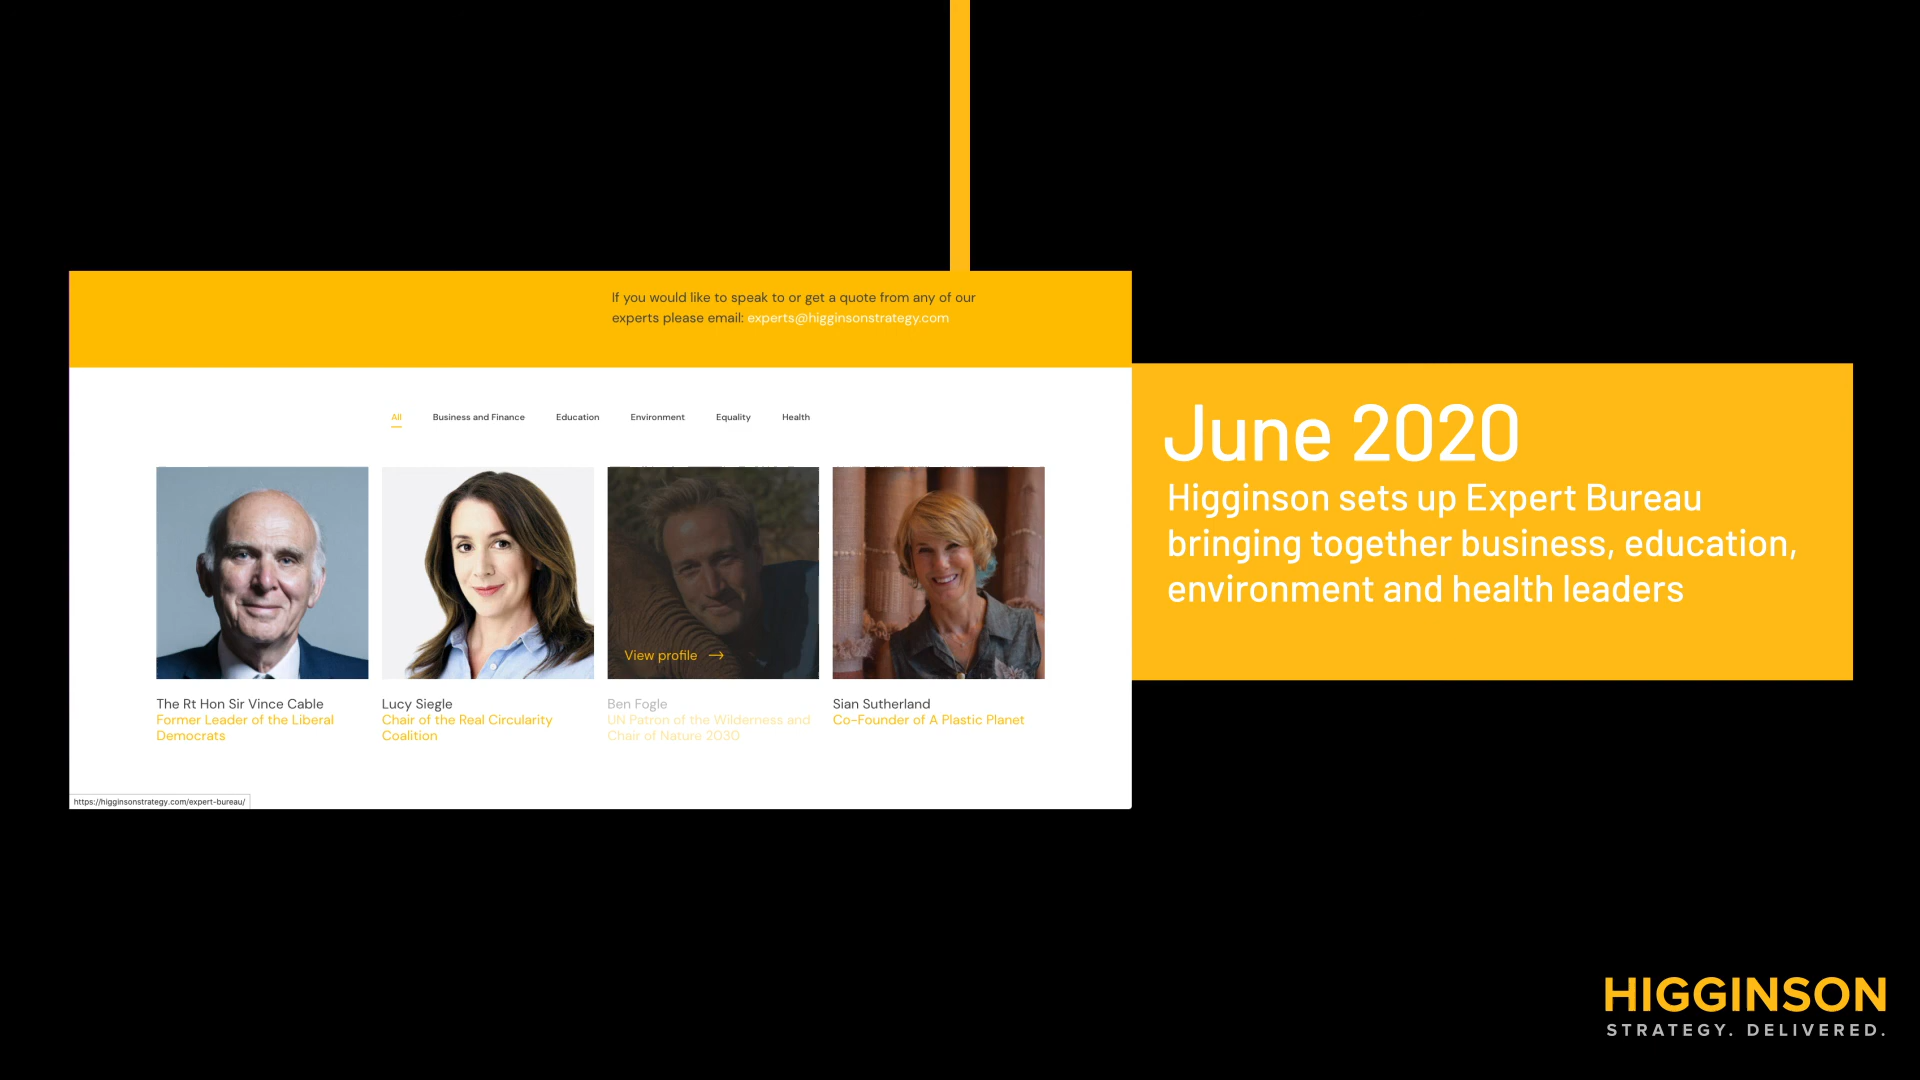 If you would like to speak to or get a quote from any of our
experts please email: experts@higginsonstrategy.com
All
Business and Finance
Education
Environment
Equality
Health
View profile →
The Rt Hon Sir Vince Cable
Former Leader of the Liberal
Democrats
Lucy Siegle
Chair of the Real Circularity
Coalition
Ben Fogle
UN Patron of the Wilderness and
Chair of Nature 2030
Sian Sutherland
Co-Founder of A Plastic Planet
https://higginsonstrategy.com/expert-bureau/
June 2020
Higginson sets up Expert Bureau
bringing together business, education,
environment and health leaders
HIGGINSON
STRATEGY. DELIVERED.